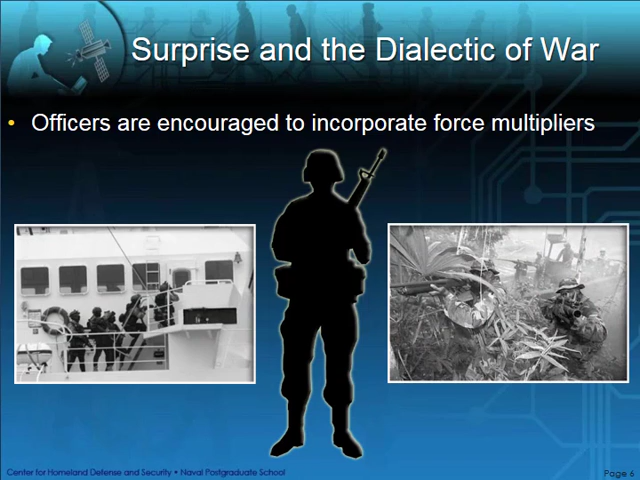 Surprise and the Dialectic of War
• Officers are encouraged to incorporate force multipliers
Center for Homeland Defense and Security • Naval Postgraduate School
Page 6